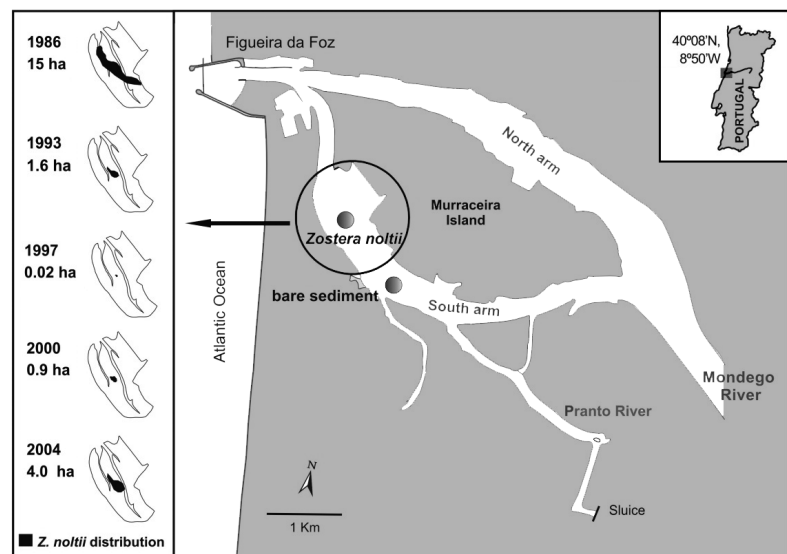 1986
15 ha
1993
1.6 ha
1997
0.02 ha
2000
0.9 ha
2004
4.0 ha
Z. noltii distribution
Figueira da Foz
North arm
Murraceira
Island
Zostera noltii
bare sediment
South arm
Atlantic Ocean
Mondego
River
Pranto River
Sluice
N
1 Km
40º08'N,
8º50'W
PORTUGAL